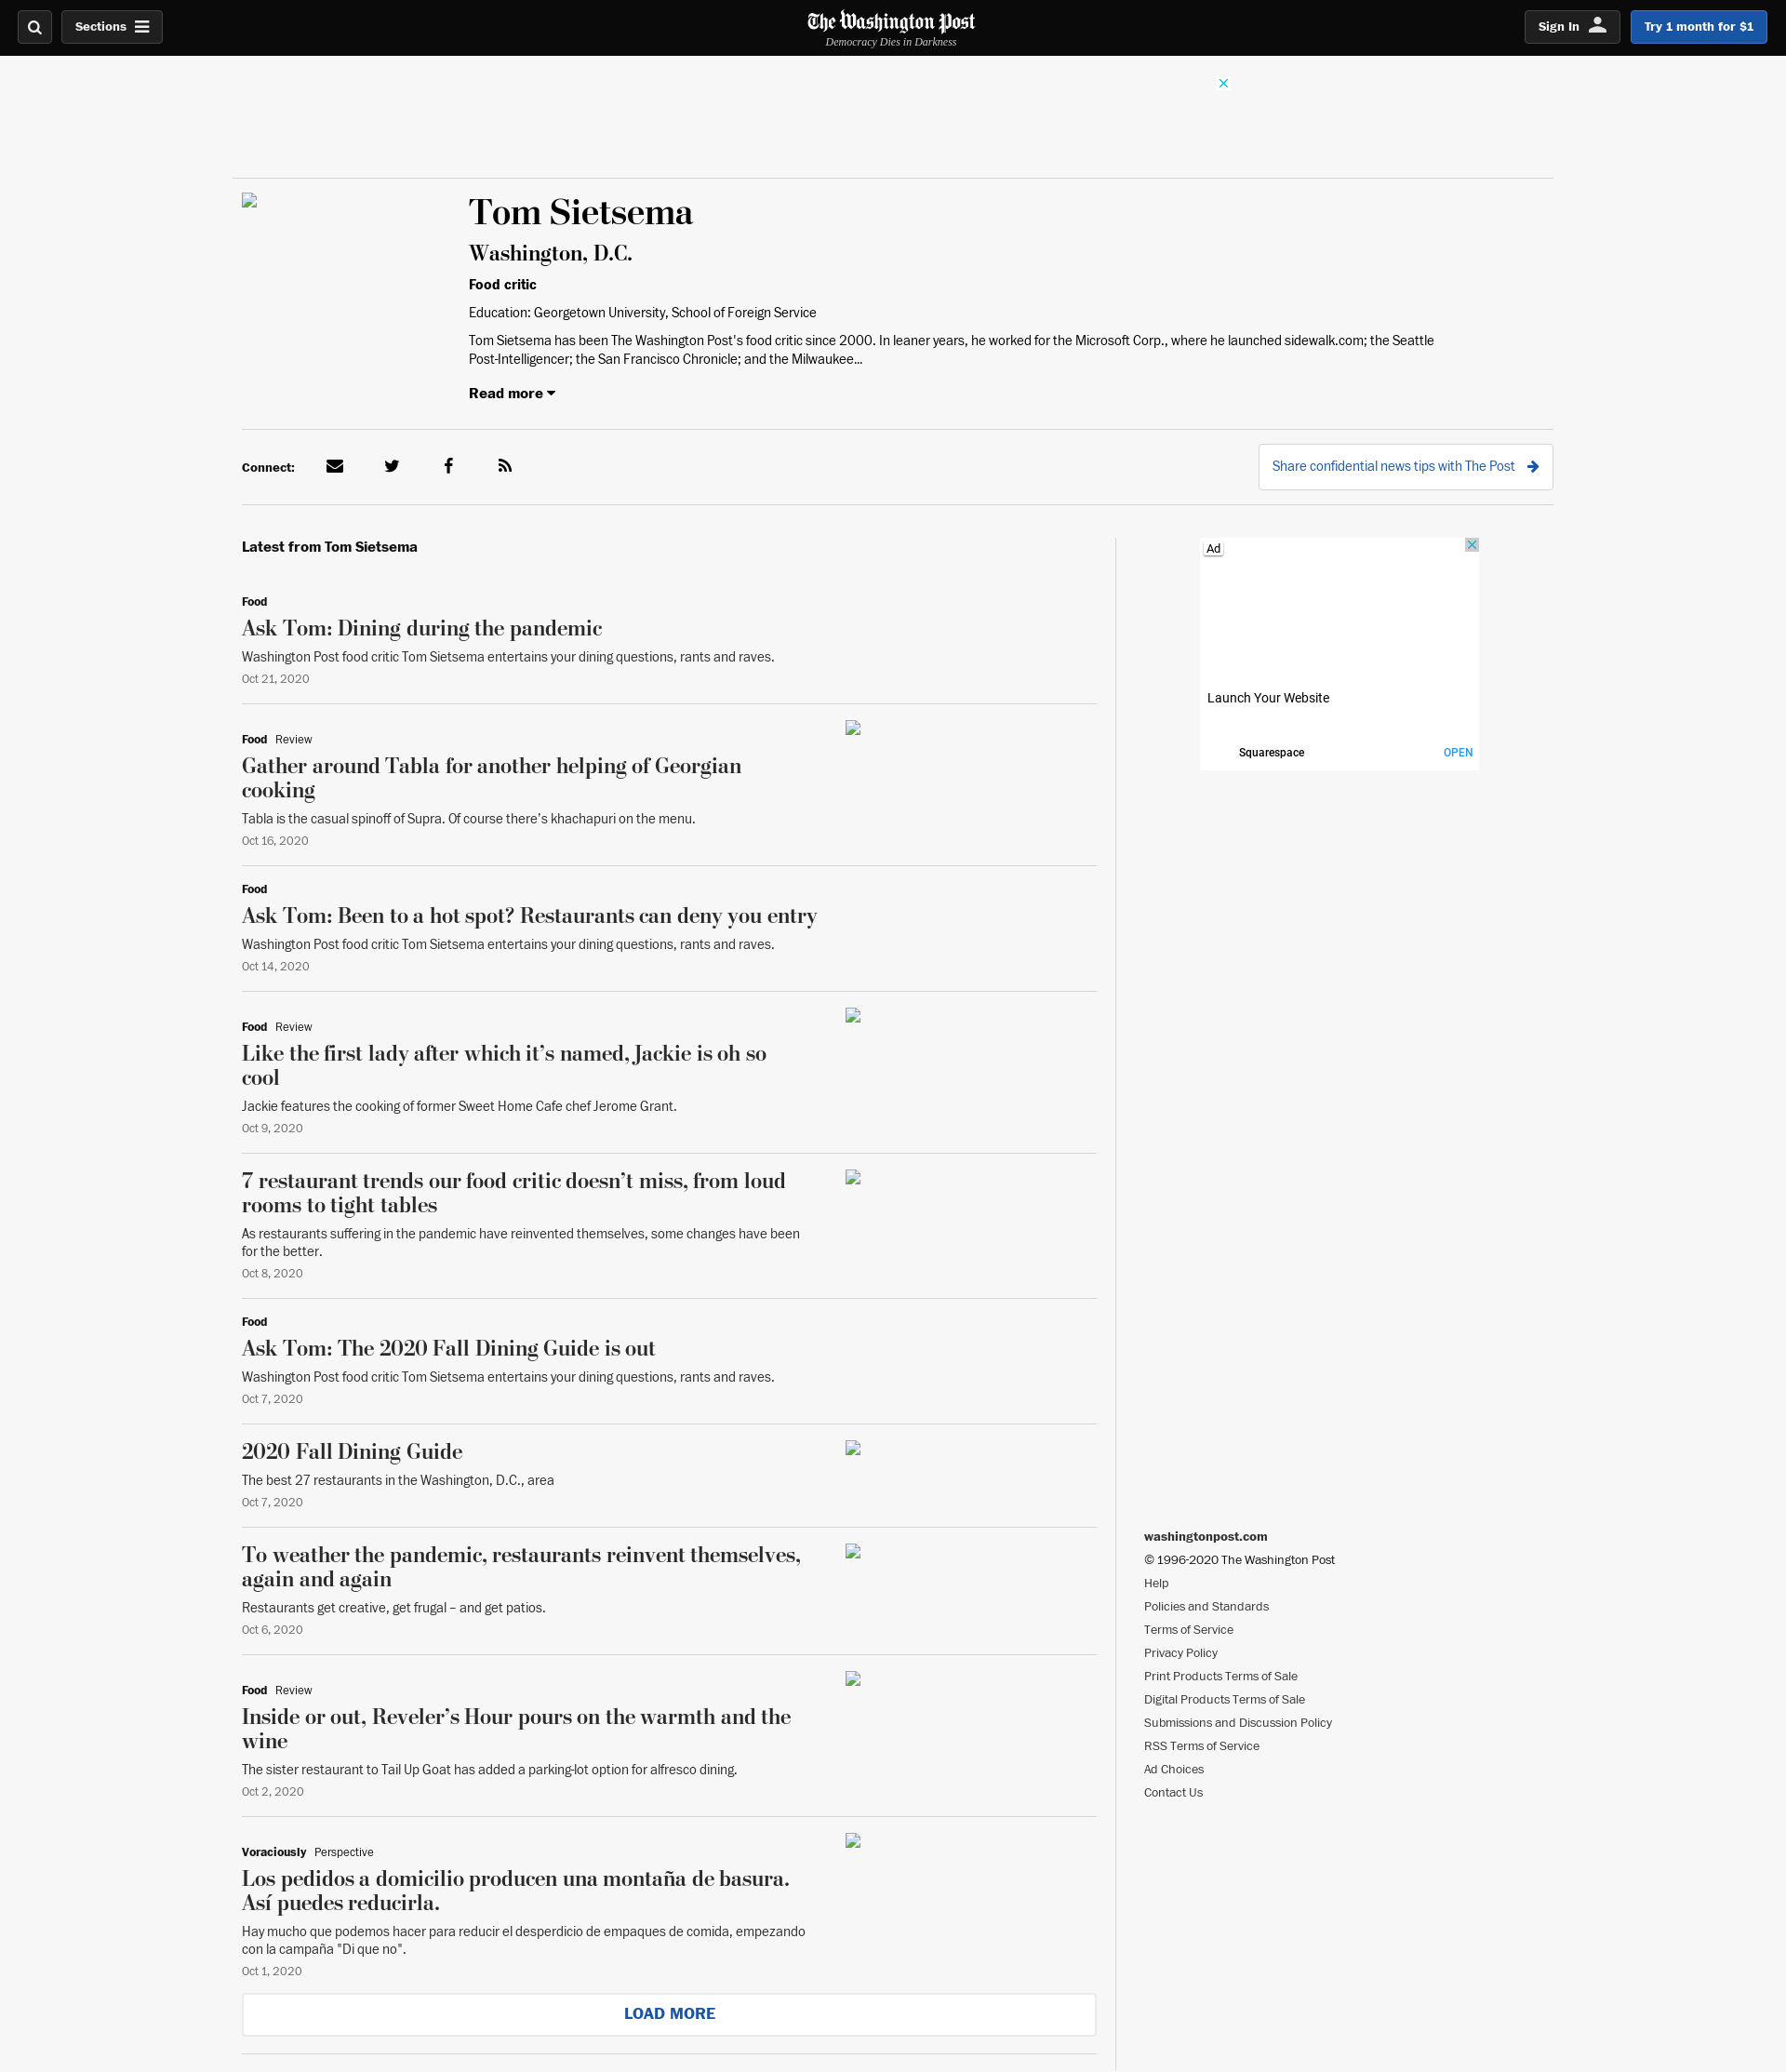 Sections
The Washington Post
Democracy Dies in Darkness
Sign In
Try 1 month for $1
Tom Sietsema
Washington, D.C.
Food critic
Education: Georgetown University, School of Foreign Service
Tom Sietsema has been The Washington Post's food critic since 2000. In leaner years, he worked for the Microsoft Corp., where he launched sidewalk.com; the Seattle
Post-Intelligencer; the San Francisco Chronicle; and the Milwaukee...
Read more
Connect:
Share confidential news tips with The Post
Latest from Tom Sietsema
Food
Ask Tom: Dining during the pandemic
Washington Post food critic Tom Sietsema entertains your dining questions, rants and raves.
Oct 21, 2020
Food Review
Gather around Tabla for another helping of Georgian
cooking
Tabla is the casual spinoff of Supra. Of course there’s khachapuri on the menu.
Oct 16, 2020
Food
Ask Tom: Been to a hot spot? Restaurants can deny you entry
Washington Post food critic Tom Sietsema entertains your dining questions, rants and raves.
Oct 14, 2020
Food Review
Like the first lady after which it’s named, Jackie is oh so
cool
Jackie features the cooking of former Sweet Home Cafe chef Jerome Grant.
Oct 9, 2020
7 restaurant trends our food critic doesn’t miss, from loud
rooms to tight tables
As restaurants suffering in the pandemic have reinvented themselves, some changes have been
for the better.
Oct 8, 2020
Food
Ask Tom: The 2020 Fall Dining Guide is out
Washington Post food critic Tom Sietsema entertains your dining questions, rants and raves.
Oct 7, 2020
2020 Fall Dining Guide
The best 27 restaurants in the Washington, D.C., area
Oct 7, 2020
To weather the pandemic, restaurants reinvent themselves,
again and again
Restaurants get creative, get frugal – and get patios.
Oct 6, 2020
Food Review
Inside or out, Reveler’s Hour pours on the warmth and the
wine
The sister restaurant to Tail Up Goat has added a parking-lot option for alfresco dining.
Oct 2, 2020
Voraciously Perspective
Los pedidos a domicilio producen una montaña de basura.
Así puedes reducirla.
Hay mucho que podemos hacer para reducir el desperdicio de empaques de comida, empezando
con la campaña "Di que no".
Oct 1, 2020
LOAD MORE
Ad
Launch Your Website
Squarespace
OPEN
washingtonpost.com
© 1996-2020 The Washington Post
Help
Policies and Standards
Terms of Service
Privacy Policy
Print Products Terms of Sale
Digital Products Terms of Sale
Submissions and Discussion Policy
RSS Terms of Service
Ad Choices
Contact Us